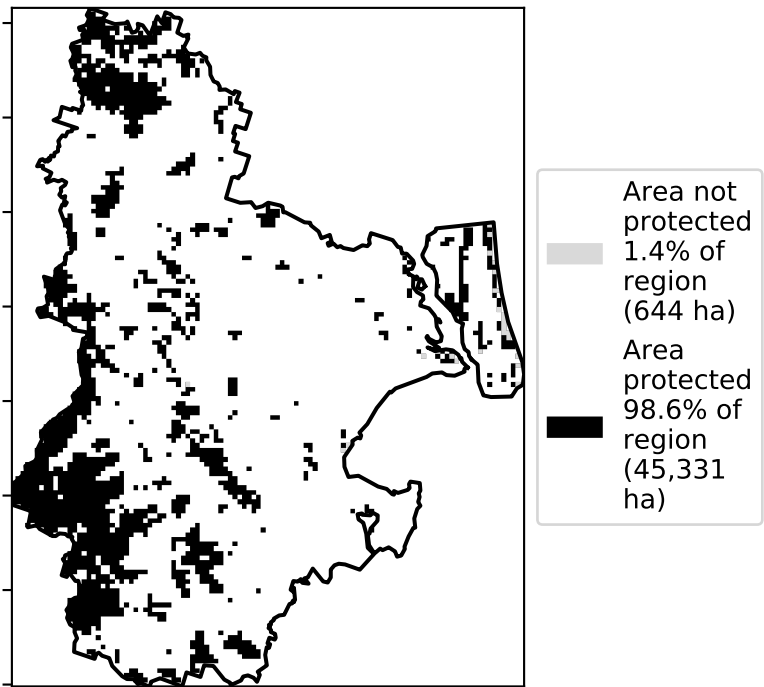 Area not
protected
1.4% of
region
(644 ha)
Area
protected
98.6% of
region
(45,331
ha)